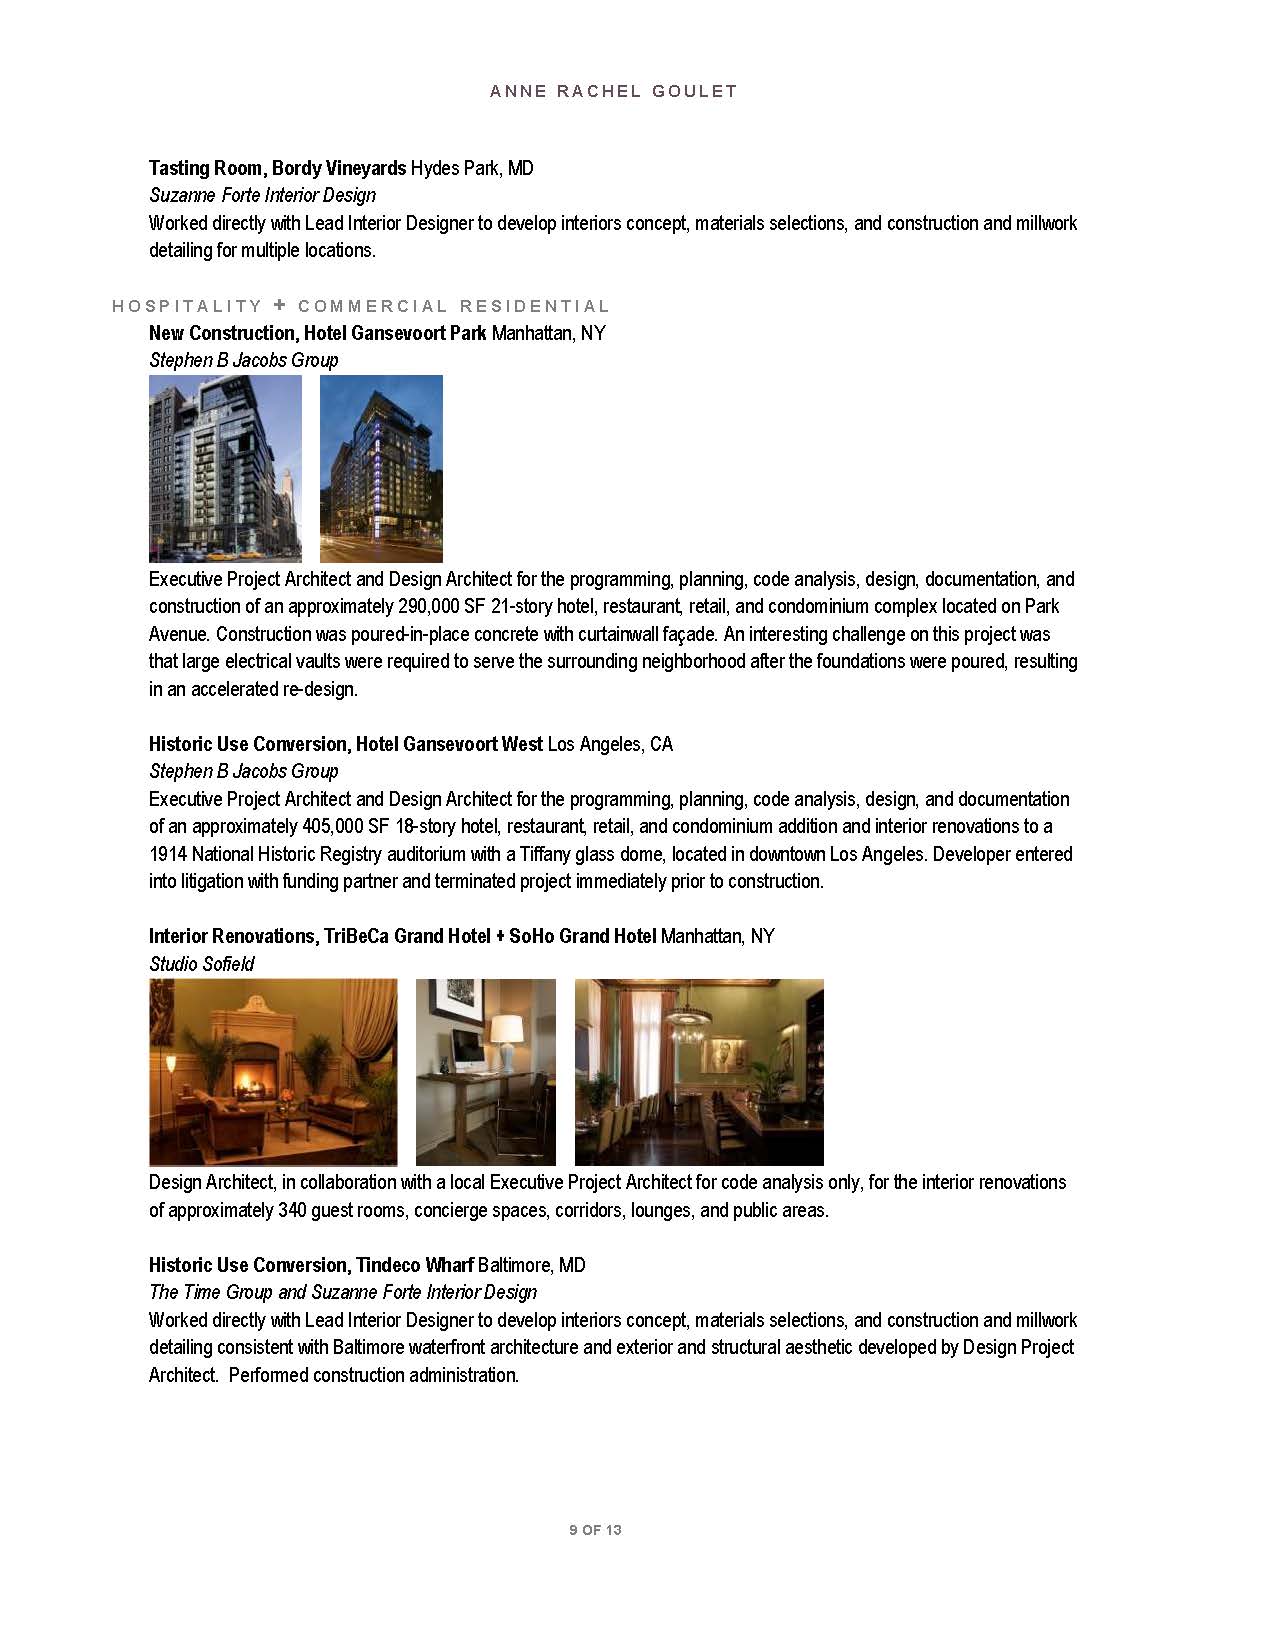 ANNE RACHEL GOULET
Tasting Room, Bordy Vineyards Hydes Park, MD
Suzanne Forte Interior Design
Worked directly with Lead Interior Designer to develop interiors concept, materials selections, and construction and millwork
detailing for multiple locations.
HOSPITALITY + COMMERCIAL RESIDENTIAL
New Construction, Hotel Gansevoort Park Manhattan, NY
Stephen B Jacobs Group
Executive Project Architect and Design Architect for the programming, planning, code analysis, design, documentation, and
construction of an approximately 290,000 SF 21-story hotel, restaurant, retail, and condominium complex located on Park
Avenue. Construction was poured-in-place concrete with curtainwall façade. An interesting challenge on this project was
that large electrical vaults were required to serve the surrounding neighborhood after the foundations were poured, resulting
in an accelerated re-design.
Historic Use Conversion, Hotel Gansevoort West Los Angeles, CA
Stephen B Jacobs Group
Executive Project Architect and Design Architect for the programming, planning, code analysis, design, and documentation
of an approximately 405,000 SF 18-story hotel, restaurant, retail, and condominium addition and interior renovations to a
1914 National Historic Registry auditorium with a Tiffany glass dome, located in downtown Los Angeles. Developer entered
into litigation with funding partner and terminated project immediately prior to construction.
Interior Renovations, TriBeCa Grand Hotel + SoHo Grand Hotel Manhattan, NY
Studio Sofield
Design Architect, in collaboration with a local Executive Project Architect for code analysis only, for the interior renovations
of approximately 340 guest rooms, concierge spaces, corridors, lounges, and public areas.
Historic Use Conversion, Tindeco Wharf Baltimore, MD
The Time Group and Suzanne Forte Interior Design
Worked directly with Lead Interior Designer to develop interiors concept, materials selections, and construction and millwork
detailing consistent with Baltimore waterfront architecture and exterior and structural aesthetic developed by Design Project
Architect.  Performed construction administration.
9 OF 13